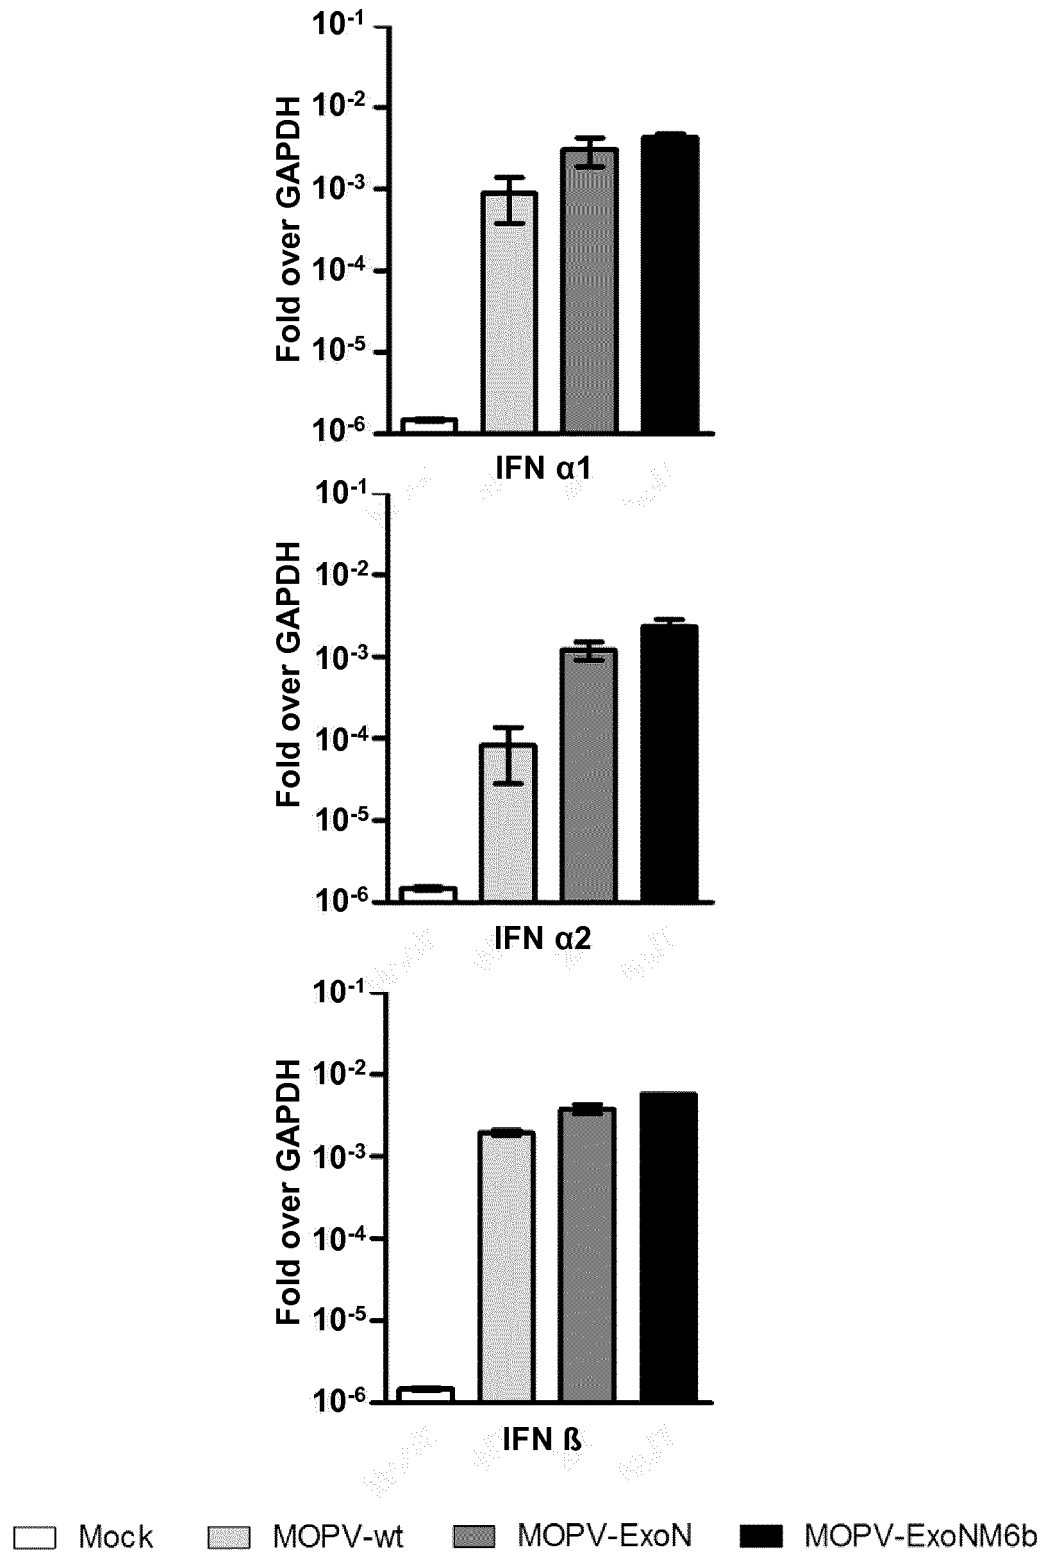 10-1
10-2
10-3
10-4
10-5
10-6
Fold over GAPDH
IFN α1
10-1
10-2
10-3
10-4
10-5
10-6
Fold over GAPDH
IFN α2
10-1
10-2
10-3
10-4
10-5
10-6
Fold over GAPDH
IFN ß
Mock MOPV-wt MOPV-ExoN MOPV-ExoNM6b